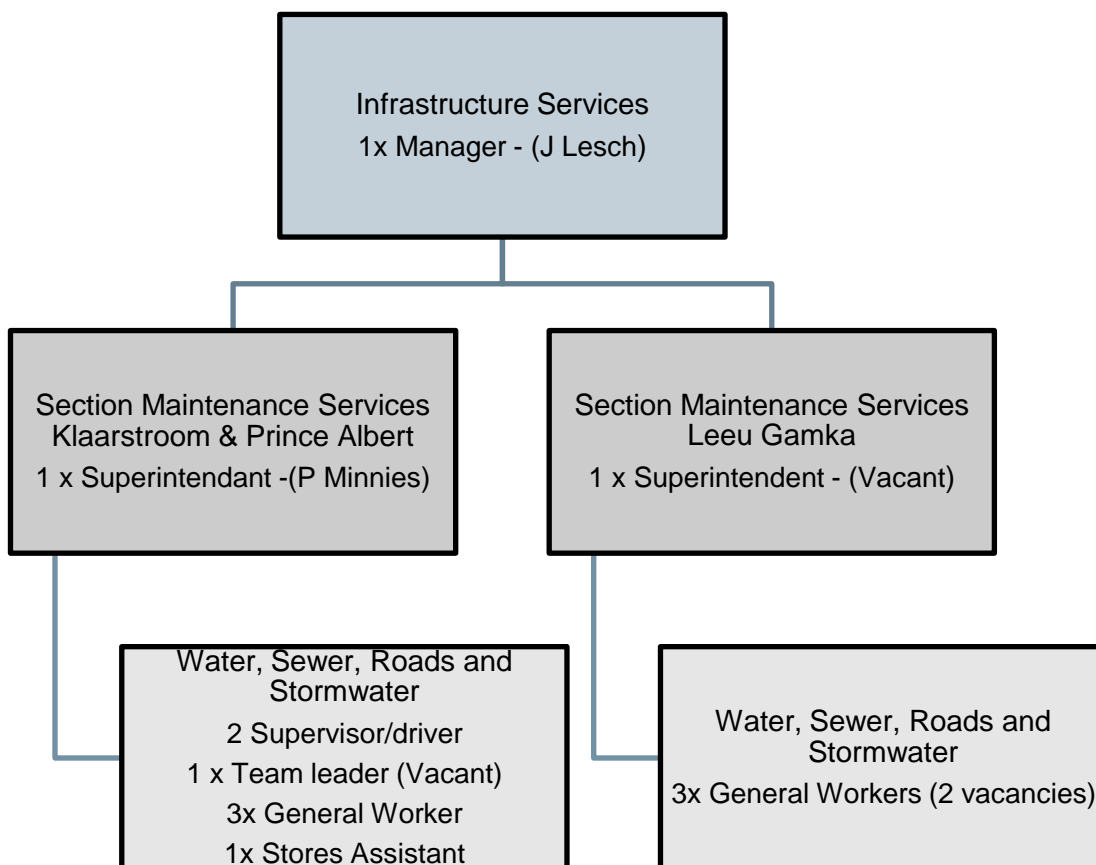 Infrastructure Services
1x Manager - (J Lesch)
Section Maintenance Services
Klaarstroom & Prince Albert
1 x Superintendant -(P Minnies)
Section Maintenance Services
Leeu Gamka
1 x Superintendent - (Vacant)
Water, Sewer, Roads and
Stormwater
2 Supervisor/driver
1 x Team leader (Vacant)
3x General Worker
1x Stores Assistant
Water, Sewer, Roads and
Stormwater
3x General Workers (2 vacancies)